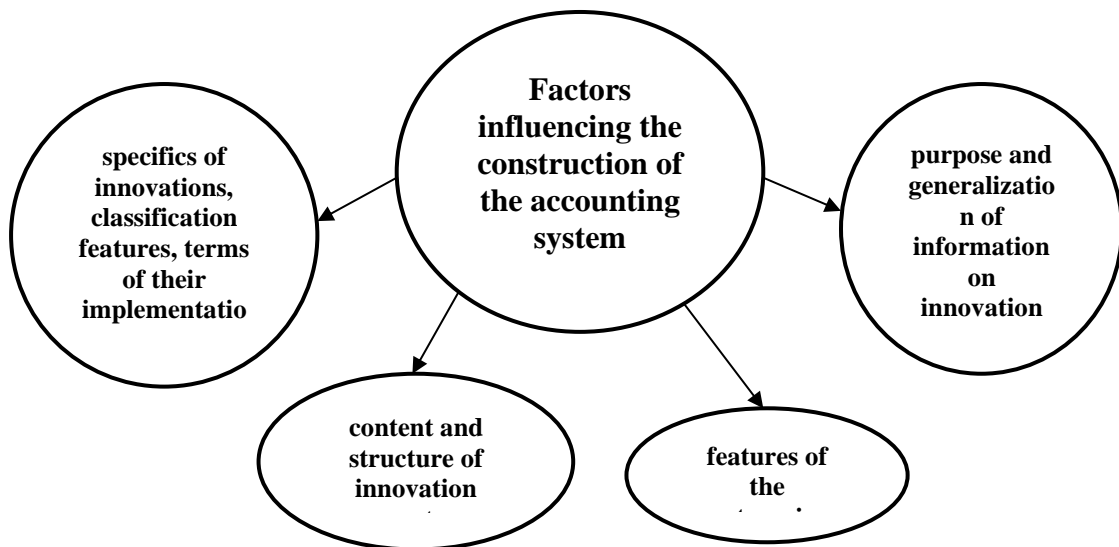 Factors
influencing the
construction of
the accounting
system
specifics of
innovations,
classification
features, terms
of their
implementatio
purpose and
generalizatio
n of
information
on
innovation
content and
structure of
innovation
features of
the